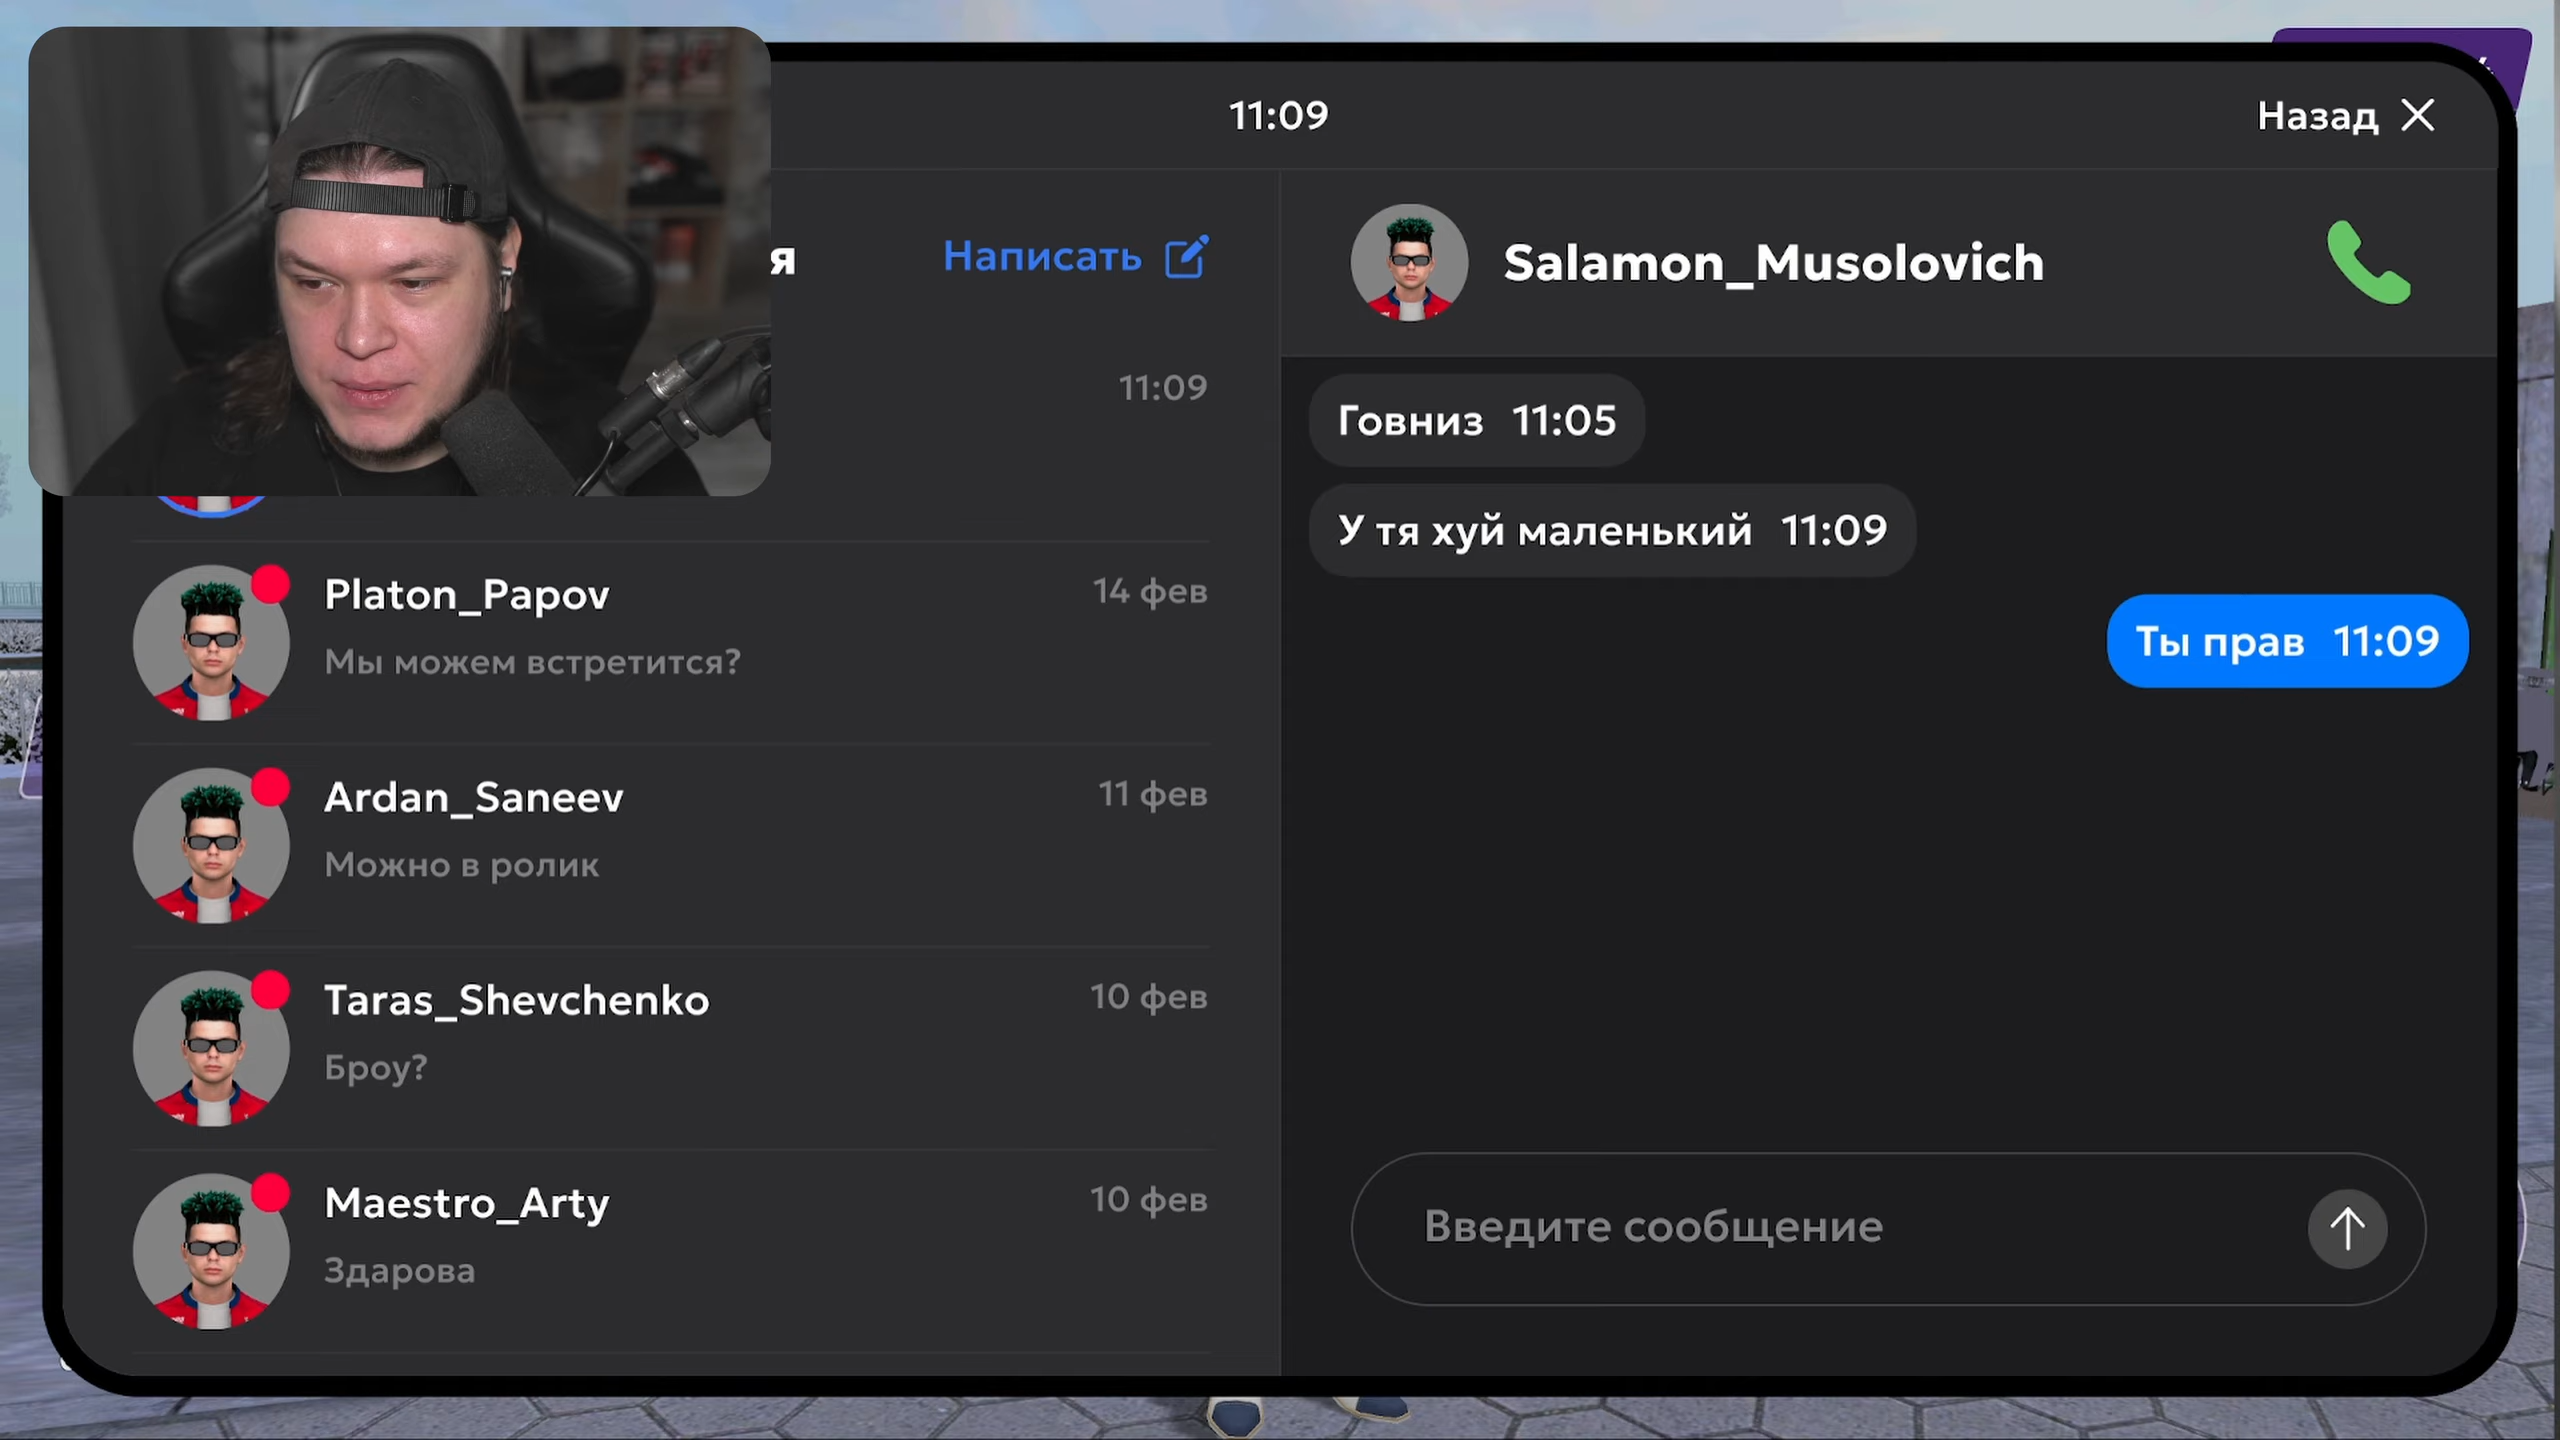 11:09
Назад
я
Написать
11:09
Platon_Papov
14 фев
Мы можем встретится?
Ardan_Saneev
11 фев
Можно в ролик
Taras_Shevchenko
10 фев
Броу?
Maestro_Arty
10 фев
Здарова
Salamon_Musolovich
Говниз 11:05
У тя хуй маленький 11:09
Ты прав 11:09
Введите сообщение